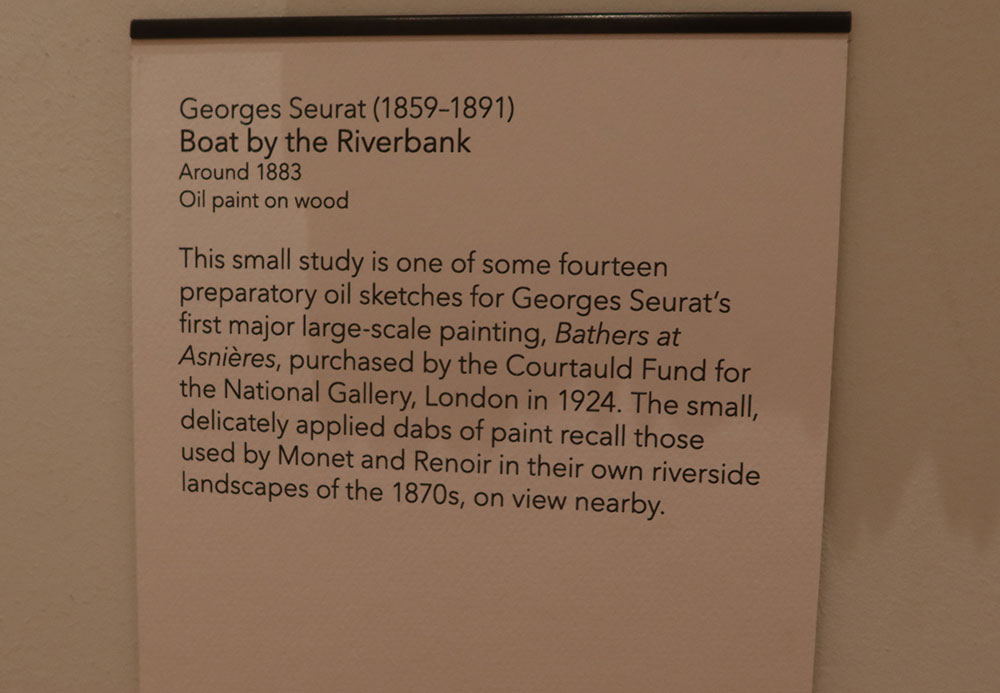 Georges Seurat (1859–1891)
Boat by the Riverbank
Around 1883
Oil paint on wood
This small study is one of some fourteen
preparatory oil sketches for Georges Seurat’s
first major large-scale painting, Bathers at
Asnières, purchased by the Courtauld Fund for
the National Gallery, London in 1924. The small,
delicately applied dabs of paint recall those
used by Monet and Renoir in their own riverside
landscapes of the 1870s, on view nearby.